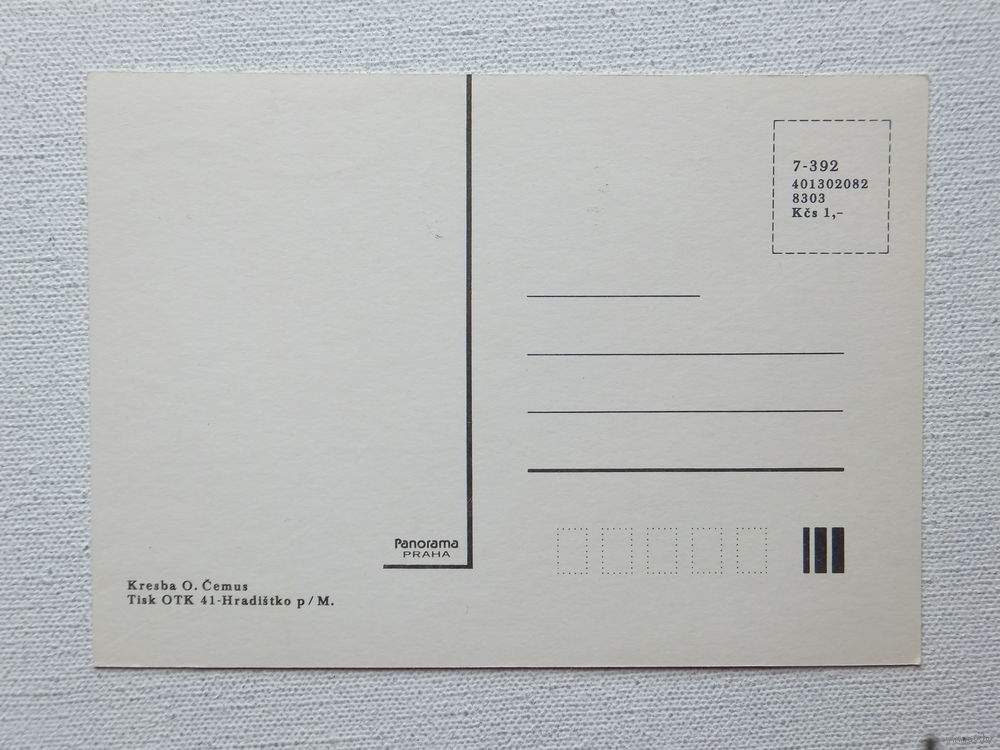 7-392
401302082
8303
Kčs 1,-
Panorama
PRAHA
Kresba O. Čemus
Tisk OTK 41-Hradištko p/M.